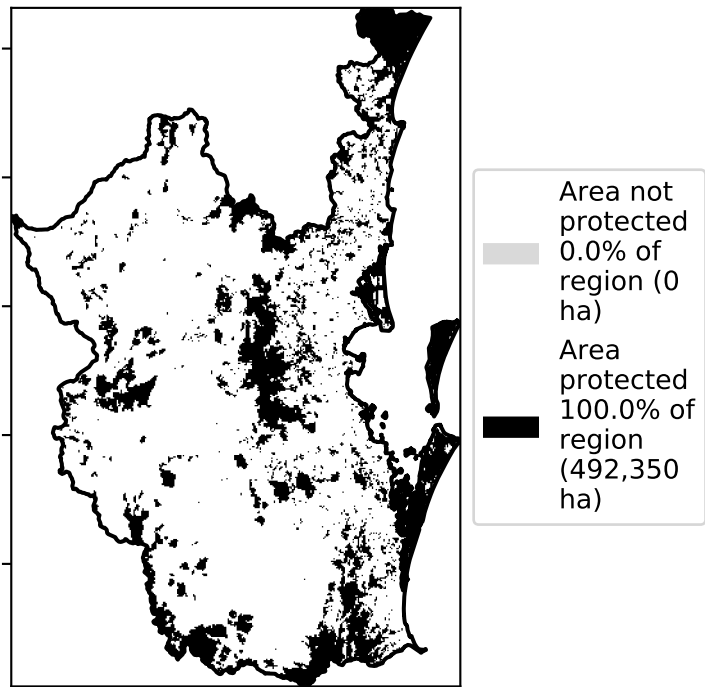 Area not
protected
0.0% of
region (0
ha)
Area
protected
100.0% of
region
(492,350
ha)